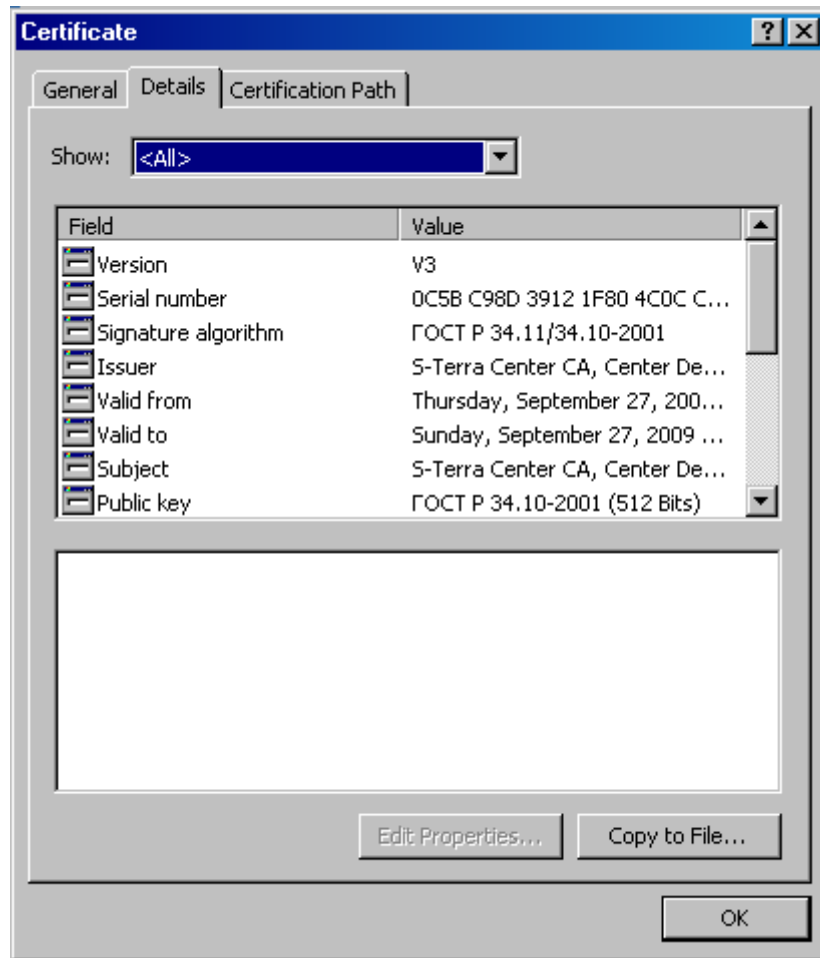 Certificate
General Details Certification Path
Show: <All>
Field Value
Version V3
Serial number 0C5B C98D 3912 1F80 4C0C C...
Signature algorithm ГОСТ Р 34.11/34.10-2001
Issuer S-Terra Center CA, Center De...
Valid from Thursday, September 27, 200...
Valid to Sunday, September 27, 2009 ...
Subject S-Terra Center CA, Center De...
Public key ГОСТ Р 34.10-2001 (512 Bits)
Edit Properties... Copy to File...
OK